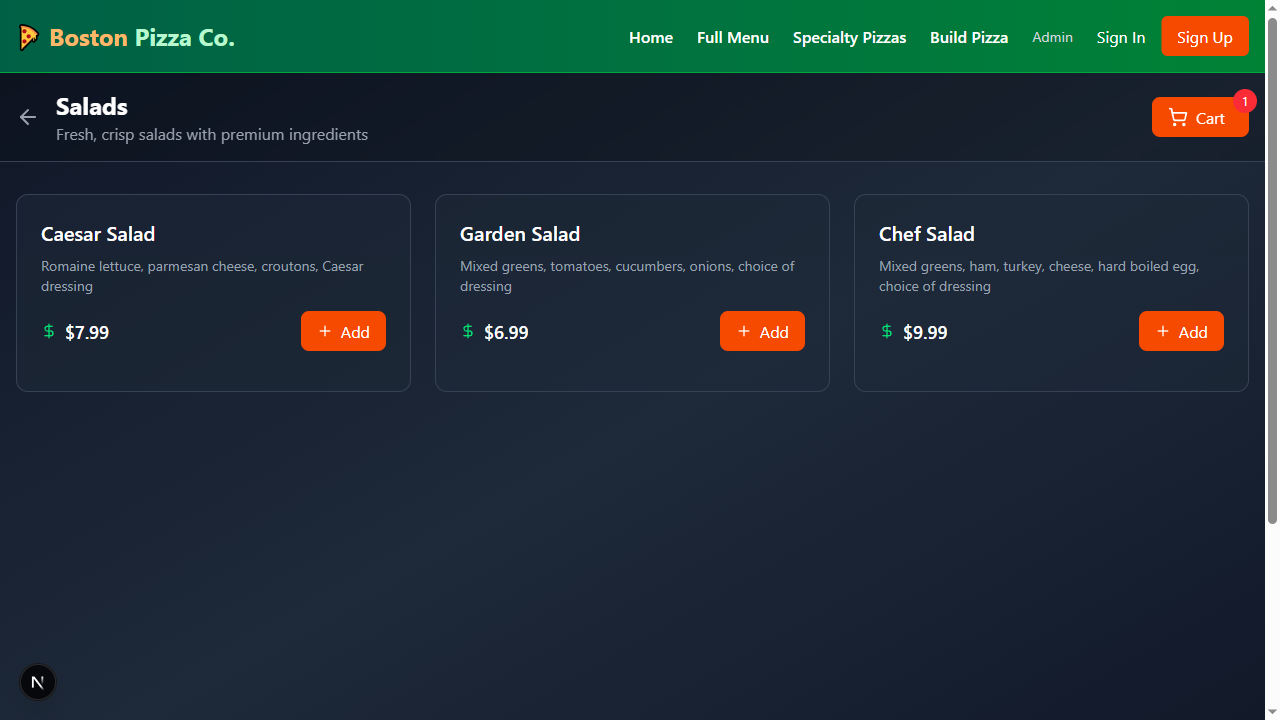 Boston Pizza Co.
Home
Full Menu
Specialty Pizzas
Build Pizza
Admin
Sign In
Sign Up
Salads
Fresh, crisp salads with premium ingredients
1
Cart
Caesar Salad
Romaine lettuce, parmesan cheese, croutons, Caesar
dressing
$ $7.99
+ Add
Garden Salad
Mixed greens, tomatoes, cucumbers, onions, choice of
dressing
$ $6.99
+ Add
Chef Salad
Mixed greens, ham, turkey, cheese, hard boiled egg,
choice of dressing
$ $9.99
+ Add
N